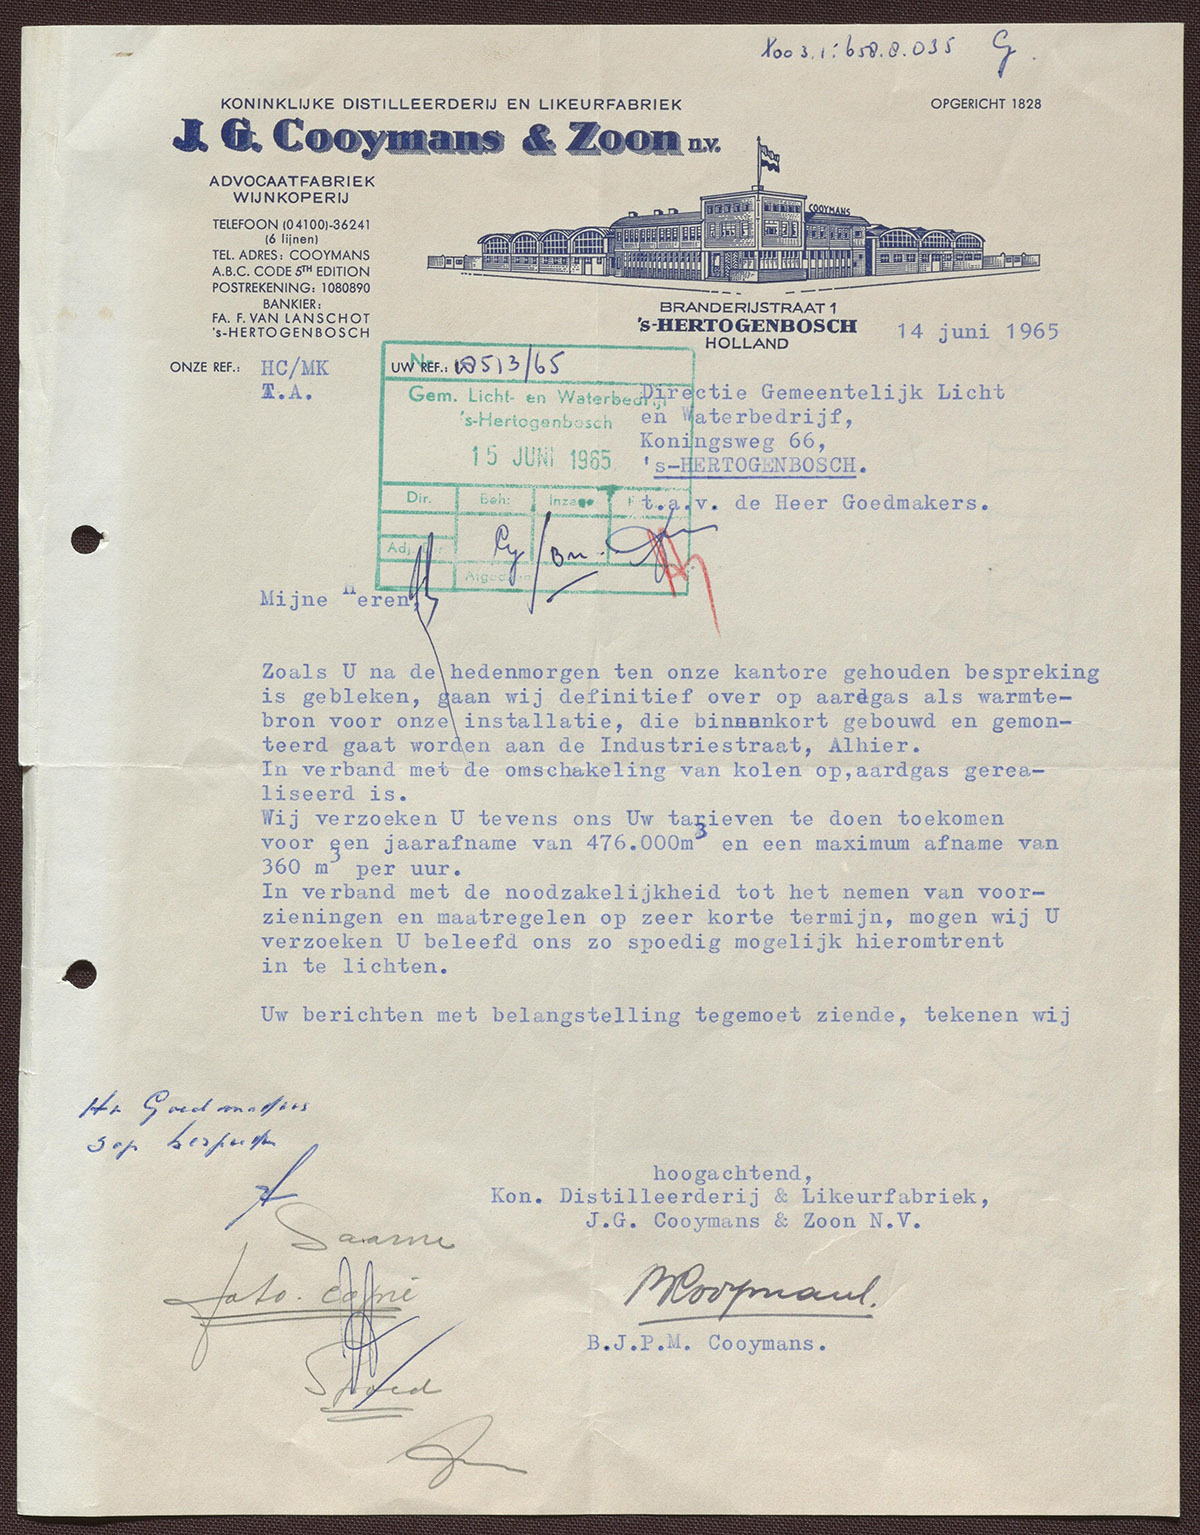 KONINKLIJKE DISTILLEERDERIJ EN LIKEURFABRIEK
OPGERICHT 1828
J. G. Cooymans & Zoon n.v.
ADVOCAATFABRIEK
WIJNKOPERIJ
TELEFOON (04100)-36241
(6 lijnen)
TEL. ADRES: COOYMANS
A.B.C. CODE 5TH EDITION
POSTREKENING: 1080890
BANKIER:
FA. F. VAN LANSCHOT
's-HERTOGENBOSCH
COOYMANS
BRANDERIJSTRAAT 1
's-HERTOGENBOSCH
HOLLAND
14 juni 1965
ONZE REF.: HC/MK
T.A.
UW REF.:
No. 513/65
Gem. Licht- en Waterbedrijf
's-Hertogenbosch
15 JUNI 1965
Dir. Beh: Inzage
Directie Gemeentelijk Licht
en Waterbedrijf,
Koningsweg 66,
's-HERTOGENBOSCH.
t.a.v. de Heer Goedmakers.
Mijne Heren,
Zoals U na de hedenmorgen ten onze kantore gehouden bespreking
is gebleken, gaan wij definitief over op aardgas als warmte-
bron voor onze installatie, die binnenkort gebouwd en gemon-
teerd gaat worden aan de Industriestraat, Alhier.
In verband met de omschakeling van kolen op,aardgas gerea-
liseerd is.
Wij verzoeken U tevens ons Uw tarieven te doen toekomen
voor een jaarafname van 476.000m3 en een maximum afname van
360 m3 per uur.
In verband met de noodzakelijkheid tot het nemen van voor-
zieningen en maatregelen op zeer korte termijn, mogen wij U
verzoeken U beleefd ons zo spoedig mogelijk hieromtrent
in te lichten.
Uw berichten met belangstelling tegemoet ziende, tekenen wij
Hr Goedmakers
hoogachtend,
Kon. Distilleerderij & Likeurfabriek,
J.G. Cooymans & Zoon N.V.
foto-copie
Spoed
B.J.P.M. Cooymans.